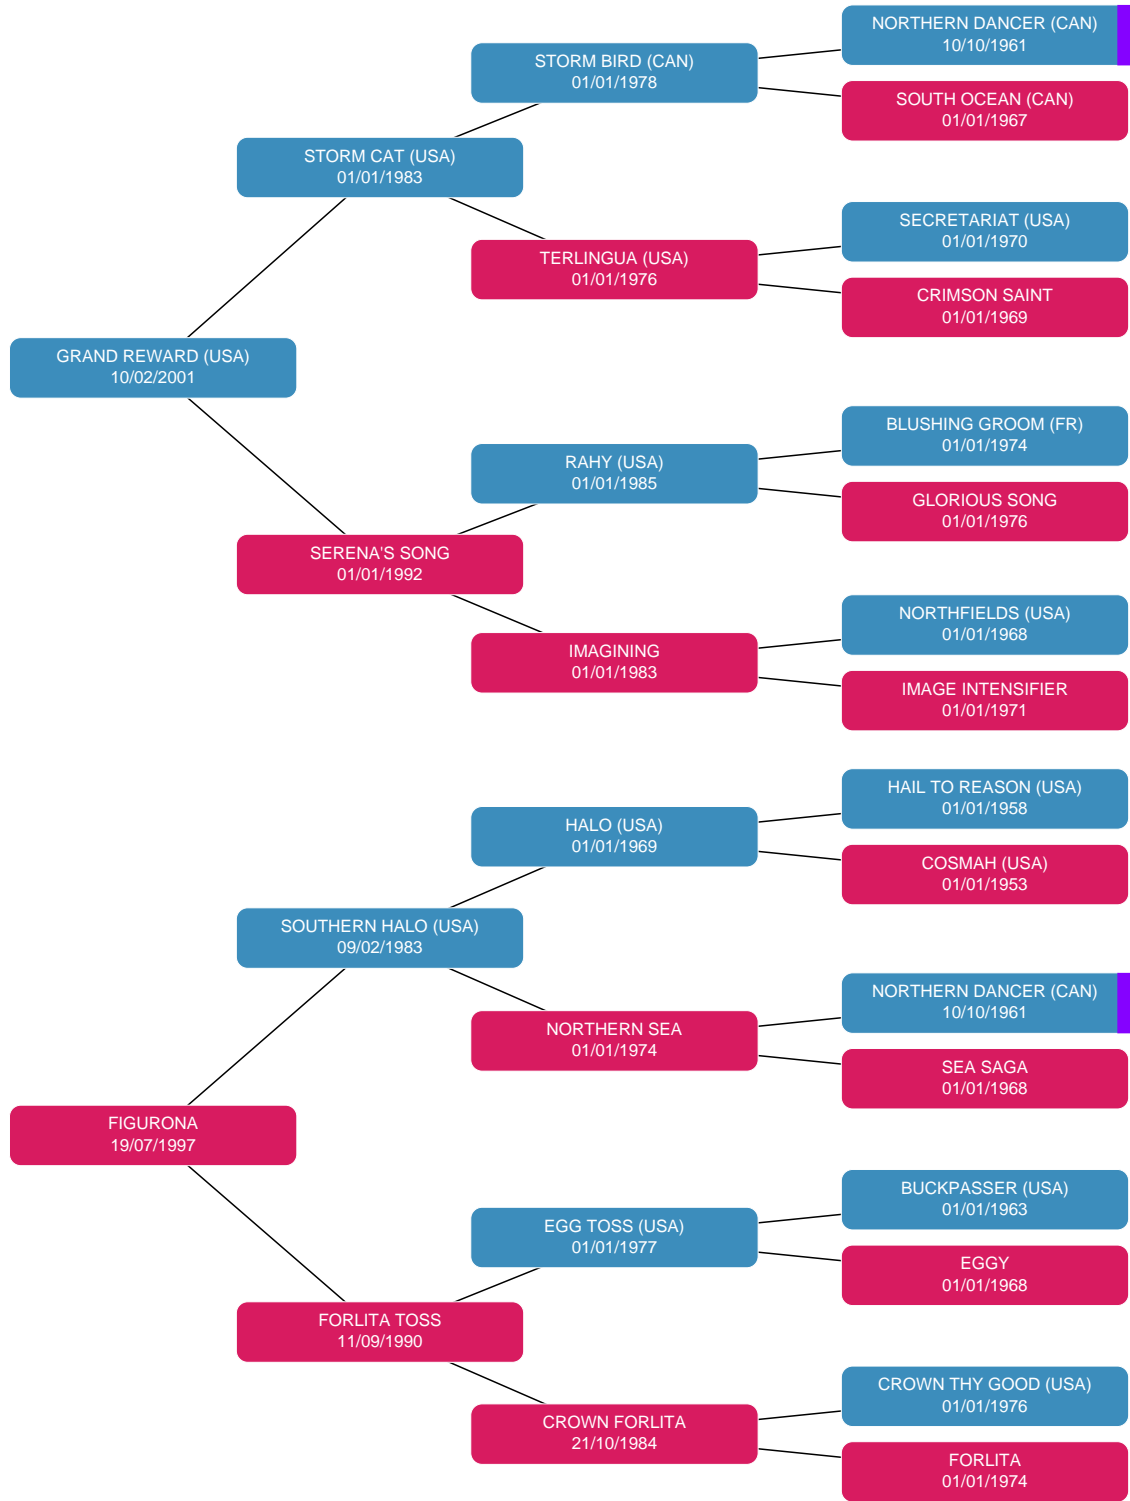 NORTHERN DANCER (CAN)
10/10/1961
STORM BIRD (CAN)
01/01/1978
SOUTH OCEAN (CAN)
01/01/1967
STORM CAT (USA)
01/01/1983
SECRETARIAT (USA)
01/01/1970
TERLINGUA (USA)
01/01/1976
CRIMSON SAINT
01/01/1969
GRAND REWARD (USA)
10/02/2001
BLUSHING GROOM (FR)
01/01/1974
RAHY (USA)
01/01/1985
GLORIOUS SONG
01/01/1976
SERENA'S SONG
01/01/1992
NORTHFIELDS (USA)
01/01/1968
IMAGINING
01/01/1983
IMAGE INTENSIFIER
01/01/1971
HAIL TO REASON (USA)
01/01/1958
HALO (USA)
01/01/1969
COSMAH (USA)
01/01/1953
SOUTHERN HALO (USA)
09/02/1983
NORTHERN DANCER (CAN)
10/10/1961
NORTHERN SEA
01/01/1974
SEA SAGA
01/01/1968
FIGURONA
19/07/1997
BUCKPASSER (USA)
01/01/1963
EGG TOSS (USA)
01/01/1977
EGGY
01/01/1968
FORLITA TOSS
11/09/1990
CROWN THY GOOD (USA)
01/01/1976
CROWN FORLITA
21/10/1984
FORLITA
01/01/1974